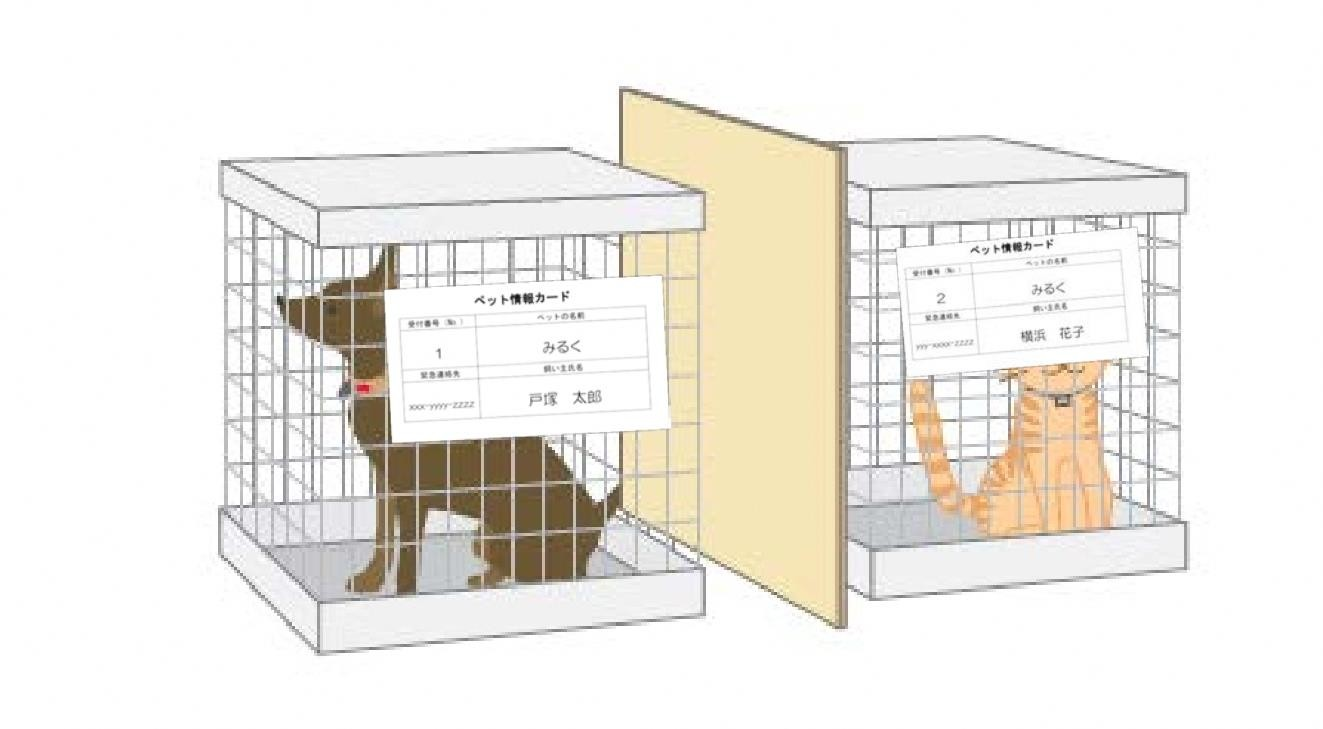 ペット情報カード
受付番号（No.） ペットの名前
1 みるく
緊急連絡先 飼い主氏名
xxx-yyyy-zzzz 戸塚　太郎
ペット情報カード
受付番号（No.） ペットの名前
2 みるく
緊急連絡先 飼い主氏名
yyy-xxxx-zzzz 横浜　花子